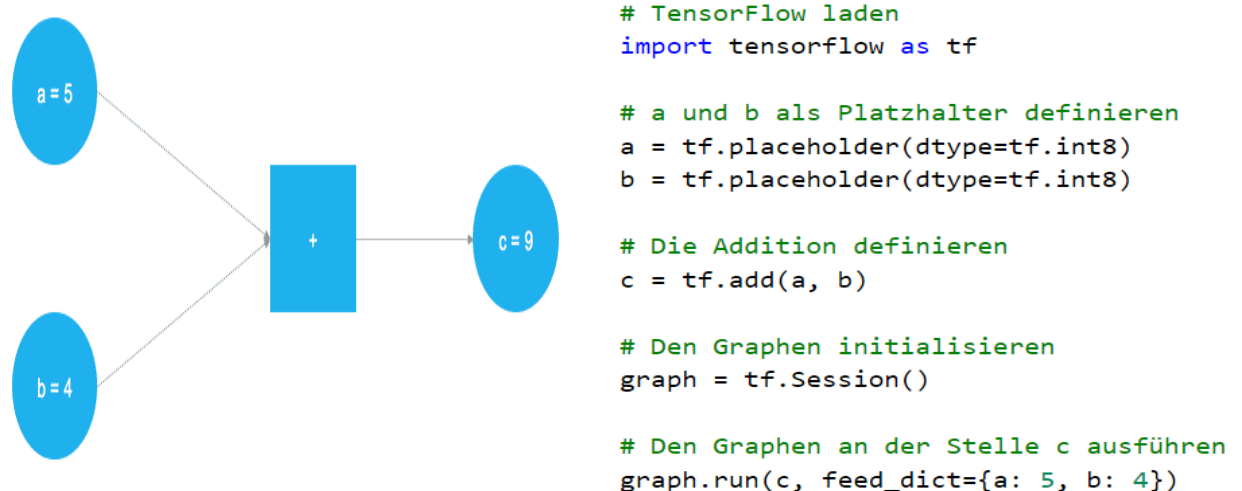 a = 5
+
c = 9
b = 4
# TensorFlow laden
import tensorflow as tf
# a und b als Platzhalter definieren
a = tf.placeholder(dtype=tf.int8)
b = tf.placeholder(dtype=tf.int8)
# Die Addition definieren
c = tf.add(a, b)
# Den Graphen initialisieren
graph = tf.Session()
# Den Graphen an der Stelle c ausführen
graph.run(c, feed_dict={a: 5, b: 4})